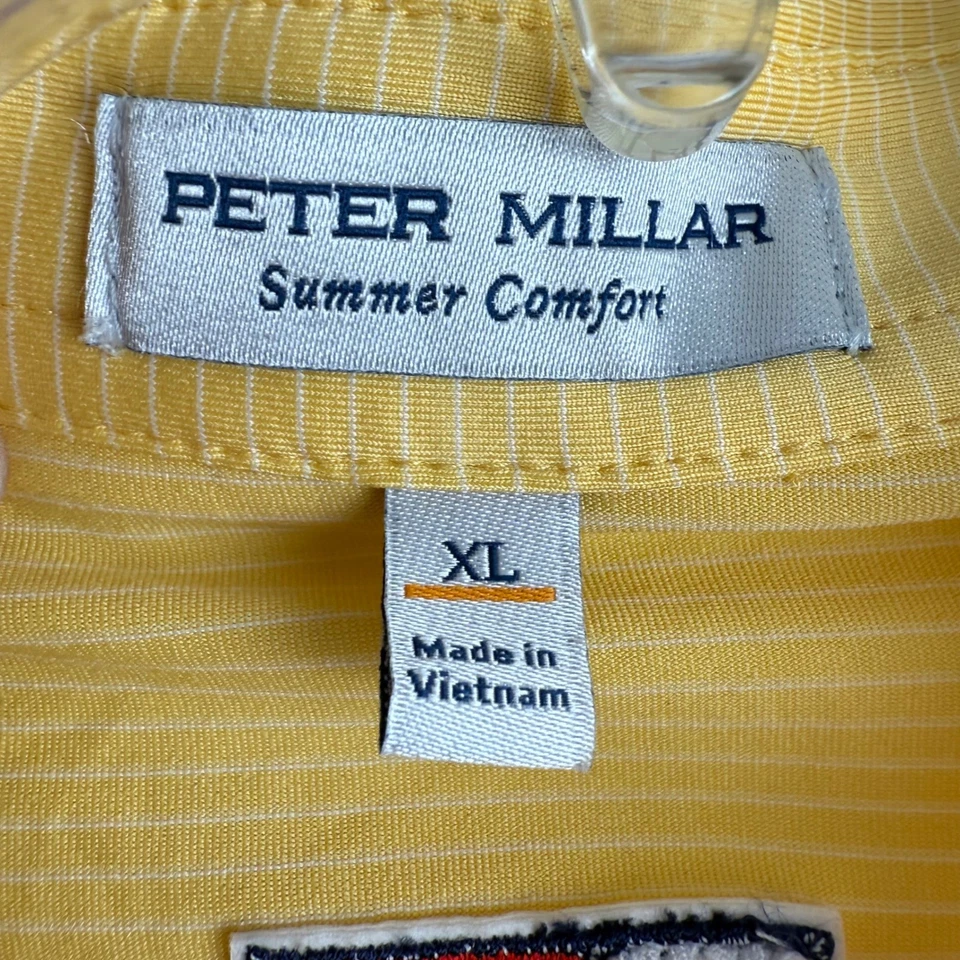 PETER MILLAR
Summer Comfort
XL
Made in
Vietnam